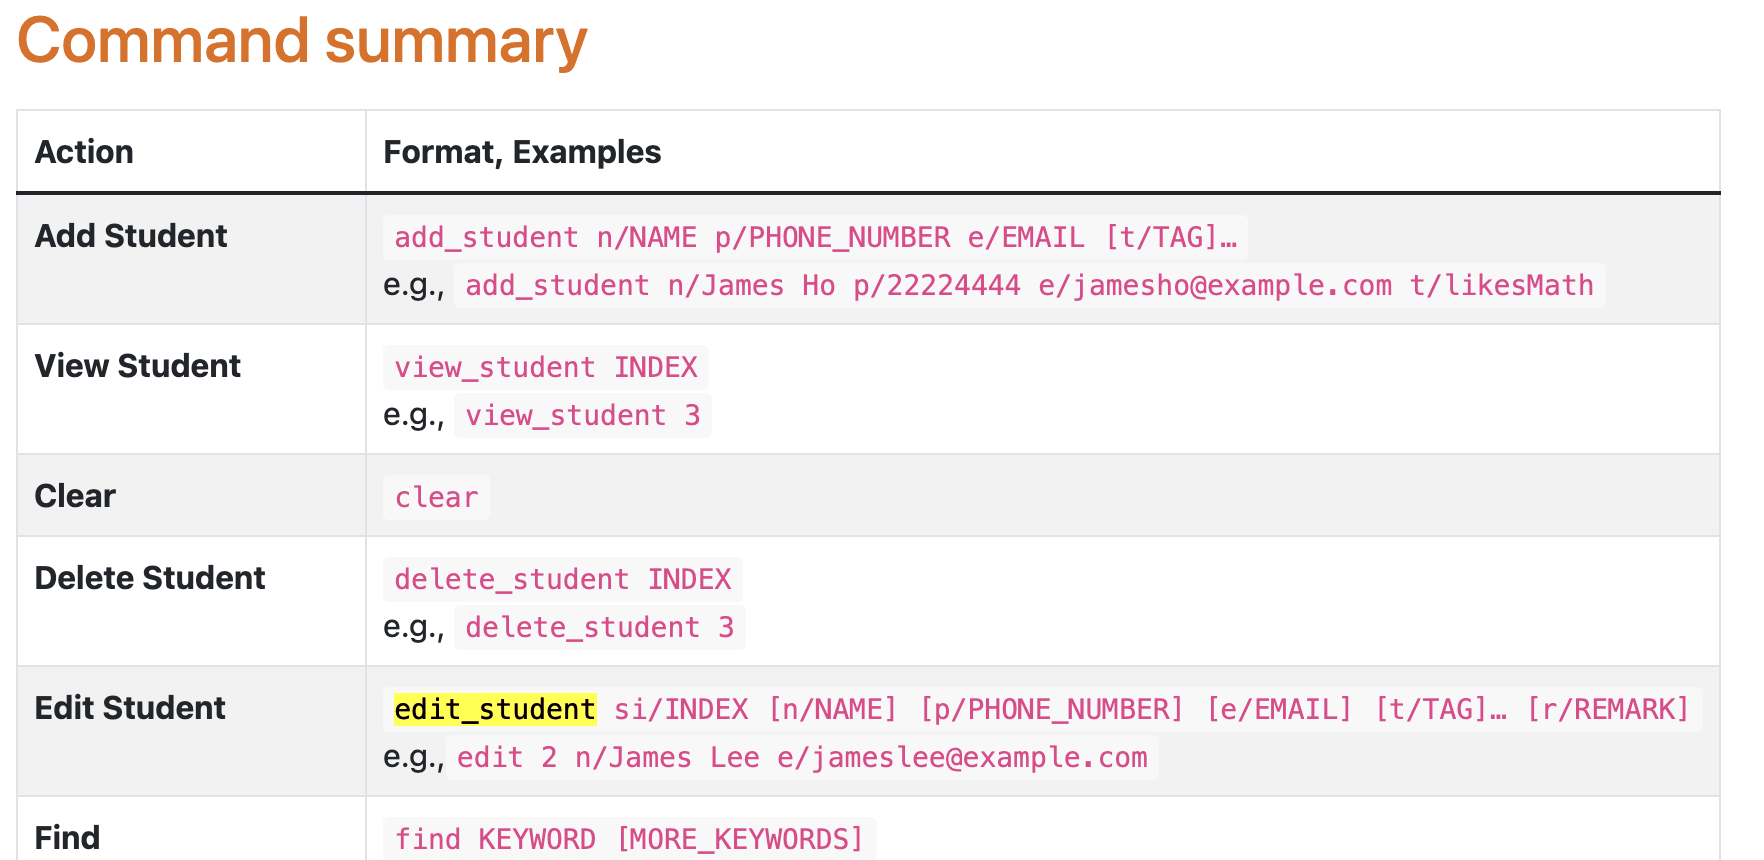 Command summary
Action
Format, Examples
Add Student
add_student n/NAME p/PHONE_NUMBER e/EMAIL [t/TAG]…
e.g., add_student n/James Ho p/22224444 e/jamesho@example.com t/likesMath
View Student
view_student INDEX
e.g., view_student 3
Clear
clear
Delete Student
delete_student INDEX
e.g., delete_student 3
Edit Student
edit_student si/INDEX [n/NAME] [p/PHONE_NUMBER] [e/EMAIL] [t/TAG]… [r/REMARK]
e.g., edit 2 n/James Lee e/jameslee@example.com
Find
find KEYWORD [MORE_KEYWORDS]